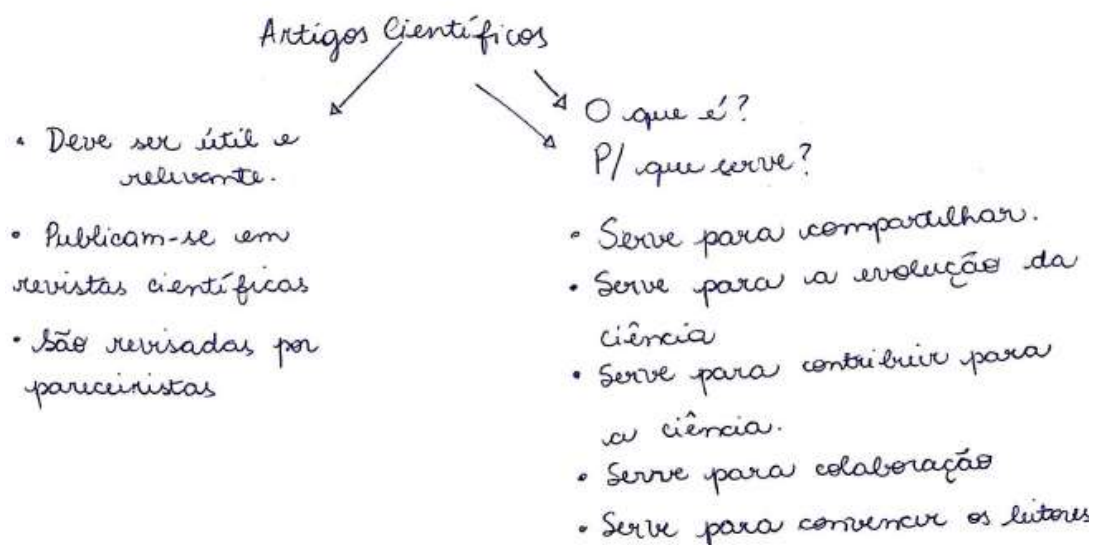 Artigos Científicos
• Deve ser útil e
relevante.
• Publicam-se em
revistas científicas
• São revisadas por
pareceiristas
O que é?
P/ que serve?
• Serve para compartilhar.
• Serve para a evolução da
ciência
• Serve para contribuir para
a ciência.
• Serve para colaboração
• Serve para convencer os leitores